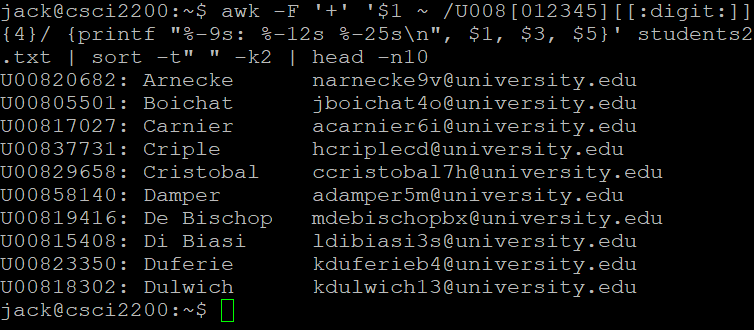 jack@csci2200:~$ awk -F '+' '$1 ~ /U008[012345][[:digit:]]
{4}/ {printf "%-9s: %-12s %-25s\n", $1, $3, $5}' students2
.txt | sort -t" " -k2 | head -n10
U00820682: Arnecke      narnecke9v@university.edu
U00805501: Boichat      jboichat4o@university.edu
U00817027: Carnier      acarnier6i@university.edu
U00837731: Criple       hcriplecd@university.edu
U00829658: Cristobal    ccristobal7h@university.edu
U00858140: Damper       adamper5m@university.edu
U00819416: De Bischop   mdebischopbx@university.edu
U00815408: Di Biasi     ldibiasi3s@university.edu
U00823350: Duferie      kduferieb4@university.edu
U00818302: Dulwich      kdulwich13@university.edu
jack@csci2200:~$